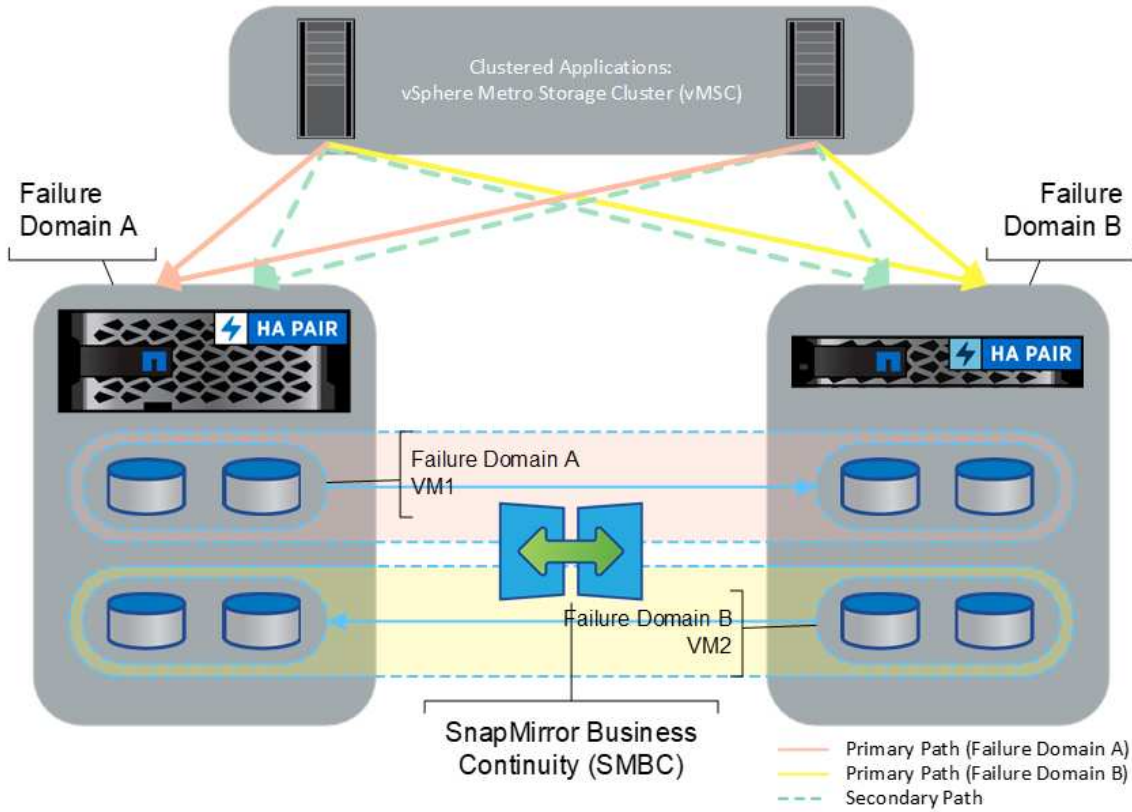 Clustered Applications:
vSphere Metro Storage Cluster (vMSC)
Failure
Domain A
Failure
Domain B
HA PAIR
HA PAIR
Failure Domain A
VM1
Failure Domain B
VM2
SnapMirror Business
Continuity (SMBC)
Primary Path (Failure Domain A)
Primary Path (Failure Domain B)
Secondary Path